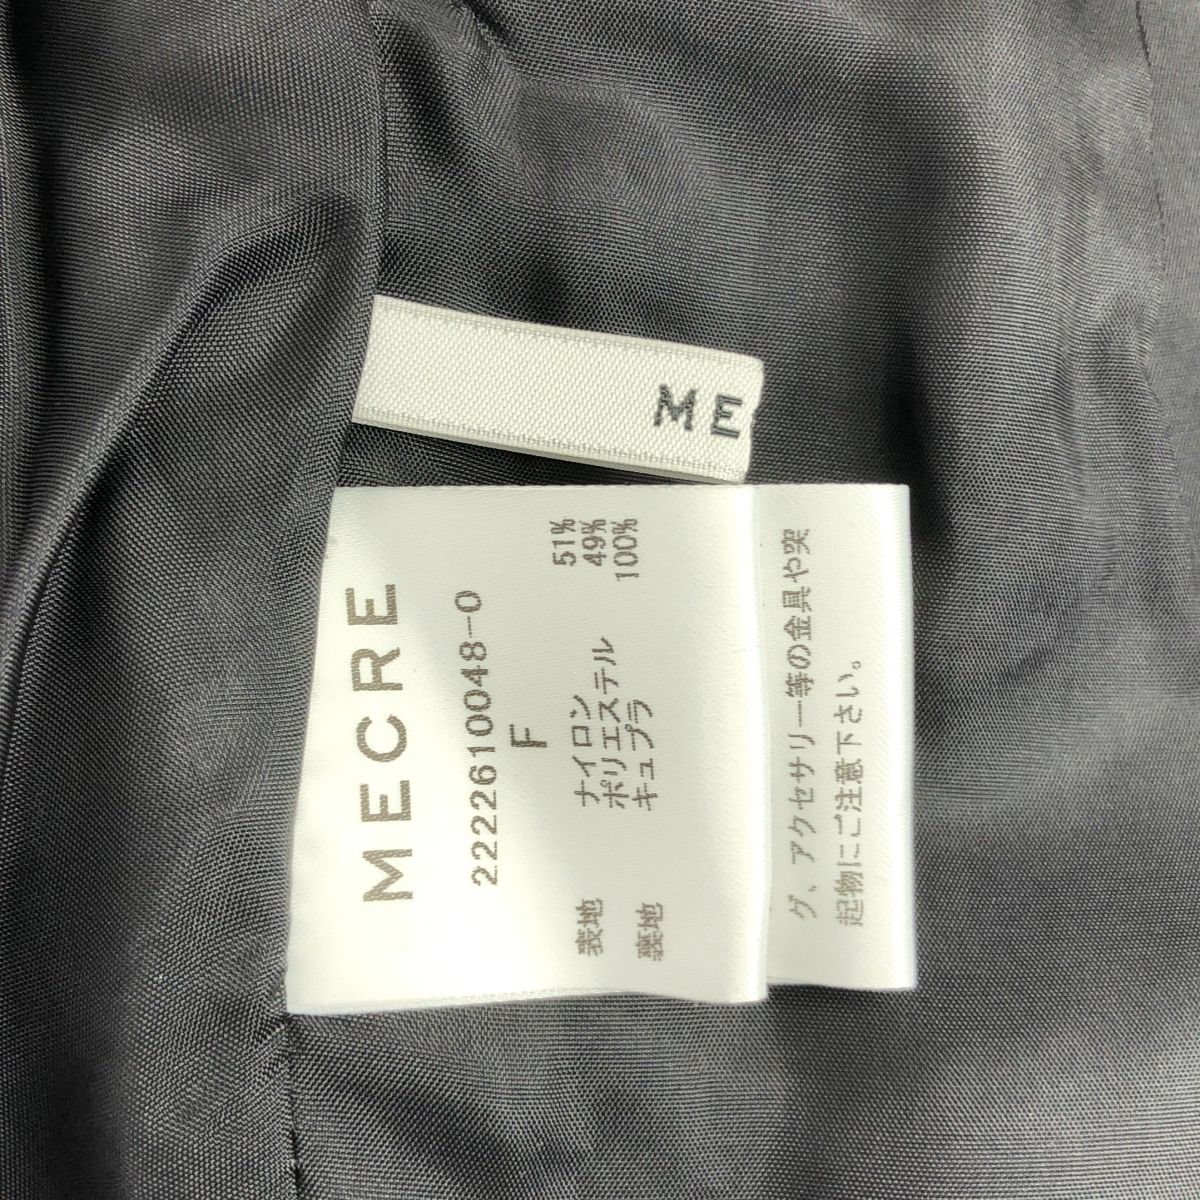 ME
MECRE
2222610048-0
F
表地 ナイロン 51%
ポリエステル 49%
裏地 キュプラ 100%
グ、アクセサリー等の金具や突
起物にご注意下さい。